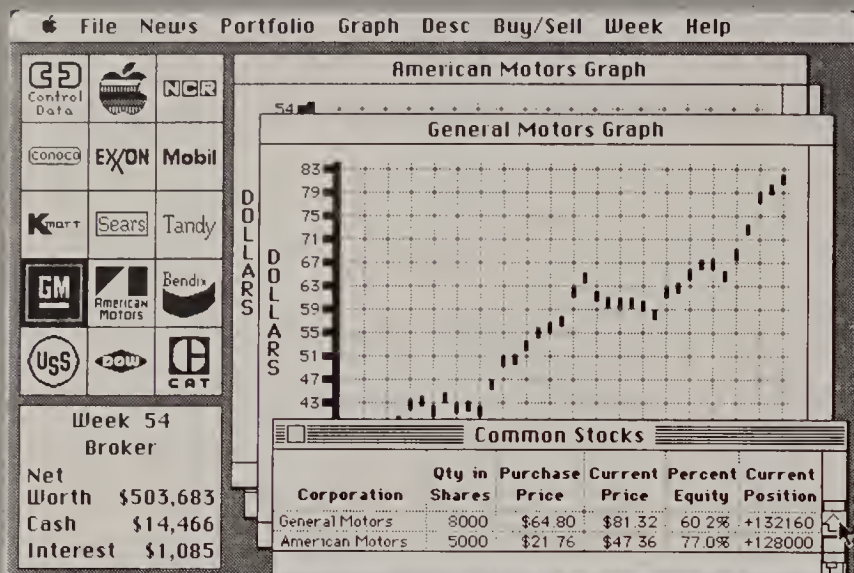 File News Portfolio Graph Desc Buy/Sell Week Help
Control Data
NCR
conoco
EXXON
Mobil
Kmart
Sears
Tandy
GM
American Motors
Bendix
USS
DOW
CAT
American Motors Graph
54
DOLLARS
General Motors Graph
83
79
75
71
67
63
59
55
51
47
43
DOLLARS
Week 54
Broker
Net
Worth $503,683
Cash $14,466
Interest $1,085
Common Stocks
Corporation Qty in Shares Purchase Price Current Price Percent Equity Current Position
General Motors 8000 $64.80 $81.32 60.2% +132160
American Motors 5000 $21.76 $47.36 77.0% +128000